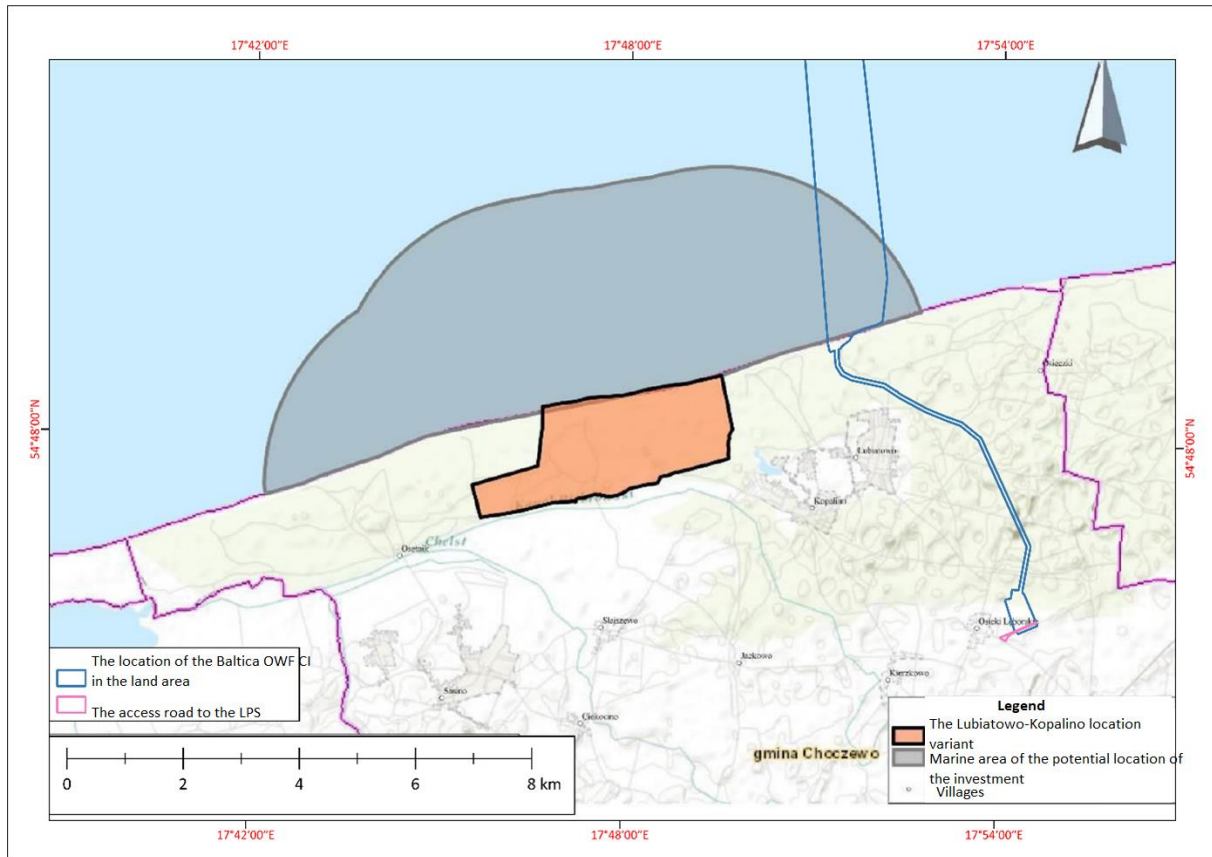 17°42'00"E
17°48'00"E
17°54'00"E
54°48'00"N
54°48'00"N
Osieczki
Lubiatowo
Kopalino
Chełst
Osetnik
Słajszewo
Osieki Lęborskie
Jackowo
Kierzkowo
Sasino
Ciekocino
gmina Choczewo
The location of the Baltica OWF CI
in the land area
The access road to the LPS
0 2 4 6 8 km
Legend
The Lubiatowo-Kopalino location
variant
Marine area of the potential location of
the investment
Villages
17°42'00"E
17°48'00"E
17°54'00"E